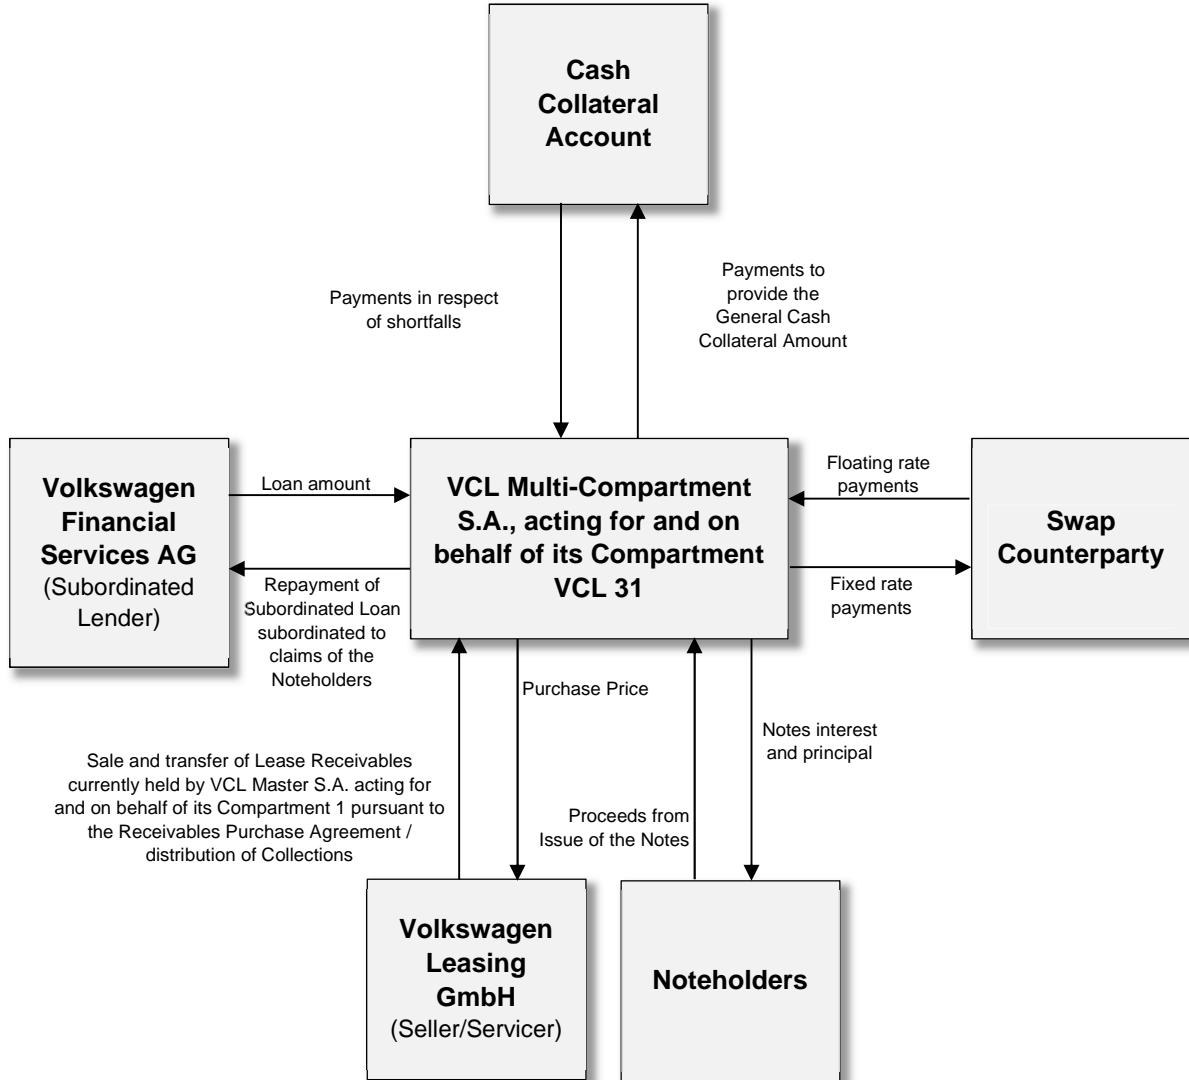 Cash
Collateral
Account
Payments in respect
of shortfalls
Payments to
provide the
General Cash
Collateral Amount
Volkswagen
Financial
Services AG
(Subordinated
Lender)
Loan amount
Repayment of
Subordinated Loan
subordinated to
claims of the
Noteholders
VCL Multi-Compartment
S.A., acting for and on
behalf of its Compartment
VCL 31
Floating rate
payments
Fixed rate
payments
Swap
Counterparty
Purchase Price
Notes interest
and principal
Sale and transfer of Lease Receivables
currently held by VCL Master S.A. acting for
and on behalf of its Compartment 1 pursuant to
the Receivables Purchase Agreement /
distribution of Collections
Proceeds from
Issue of the Notes
Volkswagen
Leasing
GmbH
(Seller/Servicer)
Noteholders